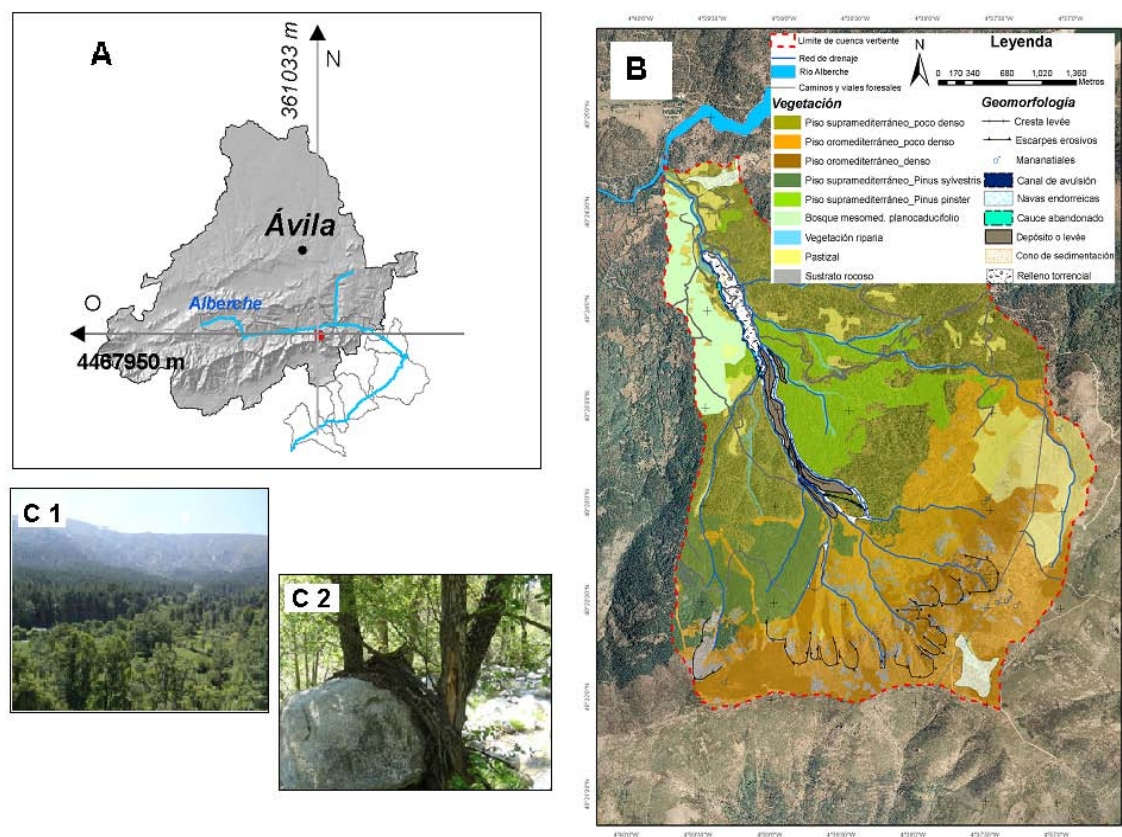 A
361033 m
N
Ávila
Alberche
O
4467950 m
C 1
C 2
B
Límite de cuenca vertiente
Red de drenaje
Río Alberche
Caminos y viales foresales
N
Leyenda
0 170 340 680 1,020 1,360
Metros
Vegetación
Piso supramediterráneo_poco denso
Piso oromediterráneo_poco denso
Piso oromediterráneo_denso
Piso supramediterráneo_Pinus sylvestris
Piso supramediterráneo_Pinus pinster
Bosque mesomed. planocaducifolio
Vegetación riparia
Pastizal
Sustrato rocoso
Geomorfología
Cresta levée
Escarpes erosivos
Mananatiales
Canal de avulsión
Navas endorreicas
Cauce abandonado
Depósito o levée
Cono de sedimentación
Relleno torrencial